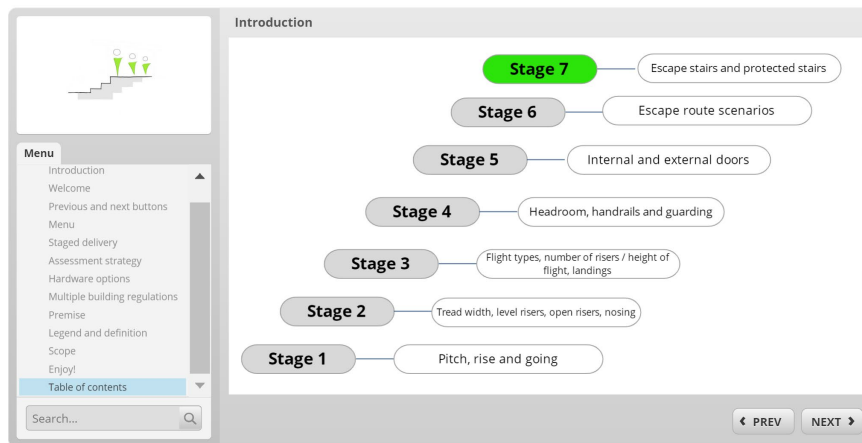 Introduction
Stage 7
Escape stairs and protected stairs
Stage 6
Escape route scenarios
Stage 5
Internal and external doors
Stage 4
Headroom, handrails and guarding
Stage 3
Flight types, number of risers / height of
flight, landings
Stage 2
Tread width, level risers, open risers, nosing
Stage 1
Pitch, rise and going
Menu
Introduction
Welcome
Previous and next buttons
Menu
Staged delivery
Assessment strategy
Hardware options
Multiple building regulations
Premise
Legend and definition
Scope
Enjoy!
Table of contents
Search...
PREV
NEXT